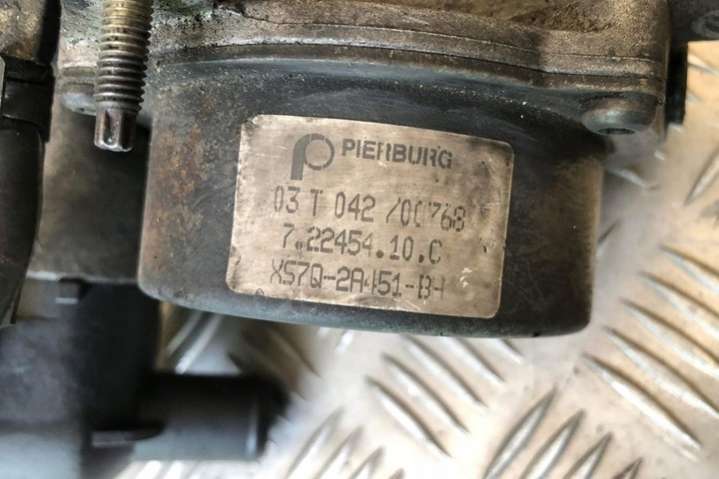 PIERBURG
03 T 042 /00768
7.22454.10.C
XS7Q-2A451-BH